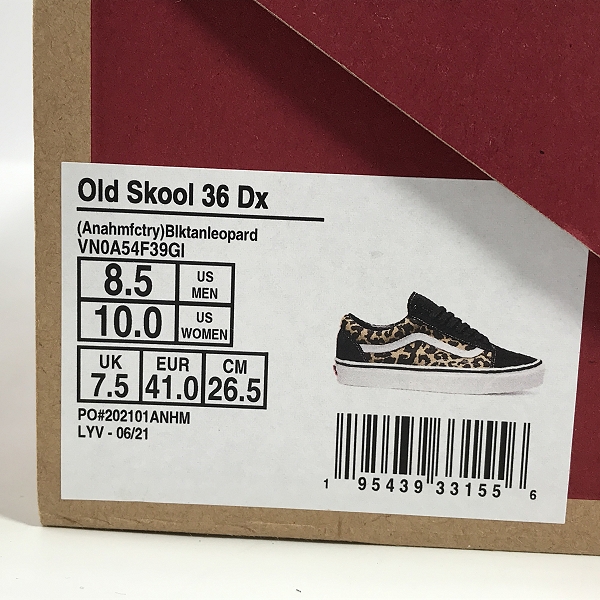 Old Skool 36 Dx
(Anahmfctry)Blktanleopard
VN0A54F39GI
8.5 US MEN
10.0 US WOMEN
UK EUR CM
7.5 41.0 26.5
PO#202101ANHM
LYV - 06/21
1 95439 33155 6